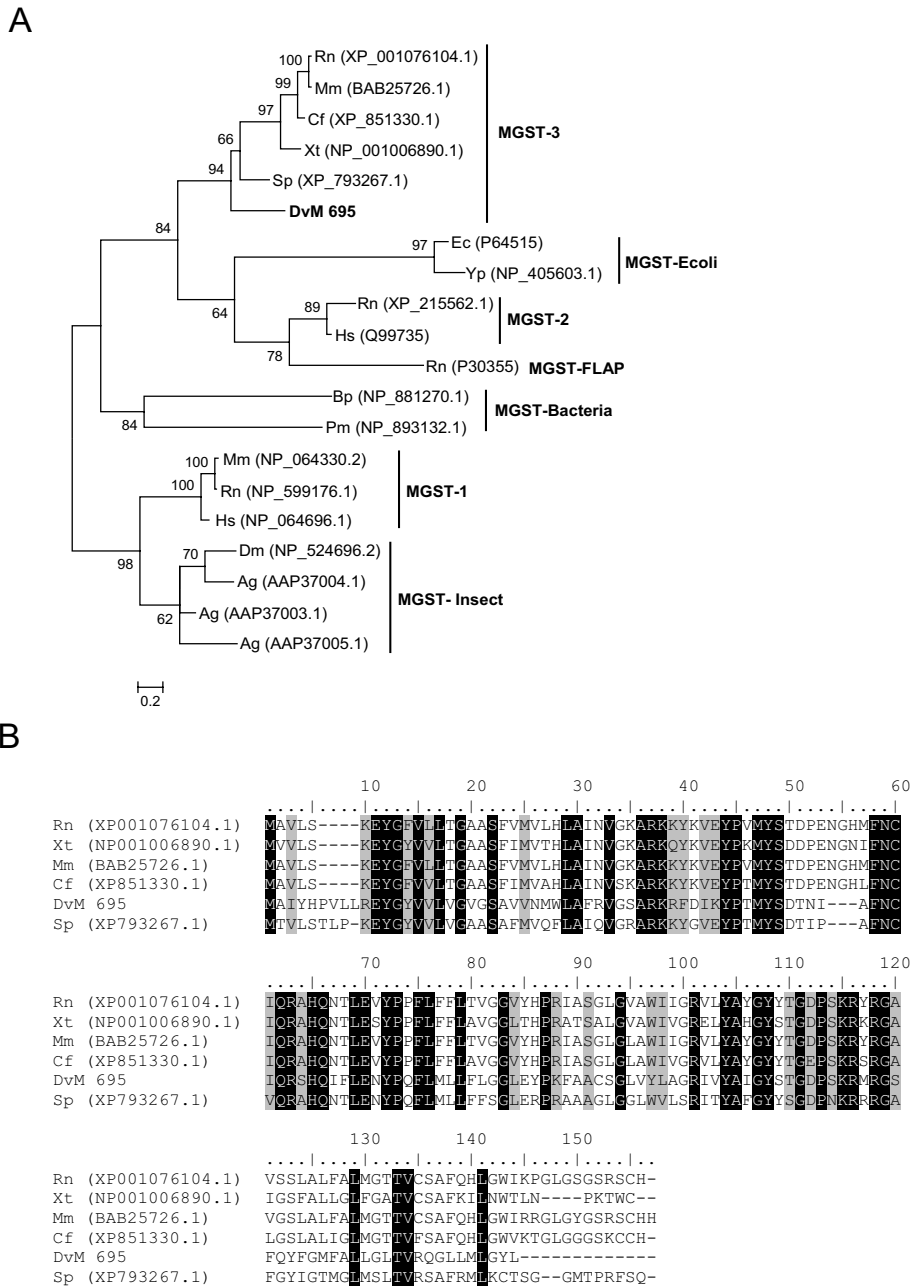 A
Rn (XP_001076104.1)
Mm (BAB25726.1)
Cf (XP_851330.1)
Xt (NP_001006890.1)
Sp (XP_793267.1)
DvM 695
MGST-3
100
99
97
66
94
84
Ec (P64515)
Yp (NP_405603.1)
97
MGST-Ecoli
Rn (XP_215562.1)
Hs (Q99735)
89
MGST-2
64
78
Rn (P30355) MGST-FLAP
Bp (NP_881270.1)
Pm (NP_893132.1)
84
MGST-Bacteria
Mm (NP_064330.2)
Rn (NP_599176.1)
Hs (NP_064696.1)
100
100
MGST-1
98
Dm (NP_524696.2)
Ag (AAP37004.1)
Ag (AAP37003.1)
Ag (AAP37005.1)
70
62
MGST- Insect
0.2
B
10 20 30 40 50 60
Rn (XP001076104.1) MAVLS----KEYGFVLLTGAASFVMVLHLAINVGKARKKYKVEYPVMYSTDPENGHMFNC
Xt (NP001006890.1) MVVLS----KEYGYVVLTGAASFIMVTHLAINVGKARKQYKVEYPKMYSDDPENGNIFNC
Mm (BAB25726.1) MAVLS----KEYGFVLLTGAASFVMVLHLAINVGKARKKYKVEYPVMYSTDPENGHMFNC
Cf (XP851330.1) MAVLS----KEYGFVVLTGAASFIMVAHLAINVSKARKKYKVEYPTMYSTDPENGHLFNC
DvM 695 MAIYHPVLLREYGYVVLVGVGSAVVNMWLAFRVGSARKRFDIKYPTMYSDTNI---AFNC
Sp (XP793267.1) MTVLSTLP-KEYGYVVLVGAASAFMVQFLAIQVGRARKKYGVEYPTMYSDTIP---AFNC
70 80 90 100 110 120
Rn (XP001076104.1) IQRAHQNTLEVYPPFLFFLTVGGVYHPRIASGLGVAWIIGRVLYAYGYYTGDPSKRYRGA
Xt (NP001006890.1) IQRAHQNTLESYPPFLFFLAVGGLTHPRATSALGVAWIVGRELYAHGYSTGDPSKRKRGA
Mm (BAB25726.1) IQRAHQNTLEVYPPFLFFLTVGGVYHPRIASGLGLAWIIGRVLYAYGYYTGDPSKRYRGA
Cf (XP851330.1) IQRAHQNTLEVYPPFLFFLAVGGVYHPRIASGLGLAWIVGRVLYAYGYYTGEPSKRSRGA
DvM 695 IQRSHQIFLENYPQFLMLLFLGGLEYPKFAACSGLVYLAGRIVYAIGYSTGDPSKRMRGS
Sp (XP793267.1) VQRAHQNTLENYPQFLMLLFFSGLERPRAAAGLGGLWVLSRITYAFGYYSGDPNKRRRGA
130 140 150
Rn (XP001076104.1) VSSLALFALMGTTVCSAFQHLGWIKPGLGSGSRSCH-
Xt (NP001006890.1) IGSFALLGLFGATVCSAFKILNWTLN----PKTWC--
Mm (BAB25726.1) VGSLALFALMGTTVCSAFQHLGWIRRGLGYGSRSCHH
Cf (XP851330.1) LGSLALIGLMGTTVFSAFQHLGWVKTGLGGGSKCCH-
DvM 695 FQYFGMFALLGLTVRQGLLMLGYL-------------
Sp (XP793267.1) FGYIGTMGLMSLTVRSAFRMLKCTSG--GMTPRFSQ-